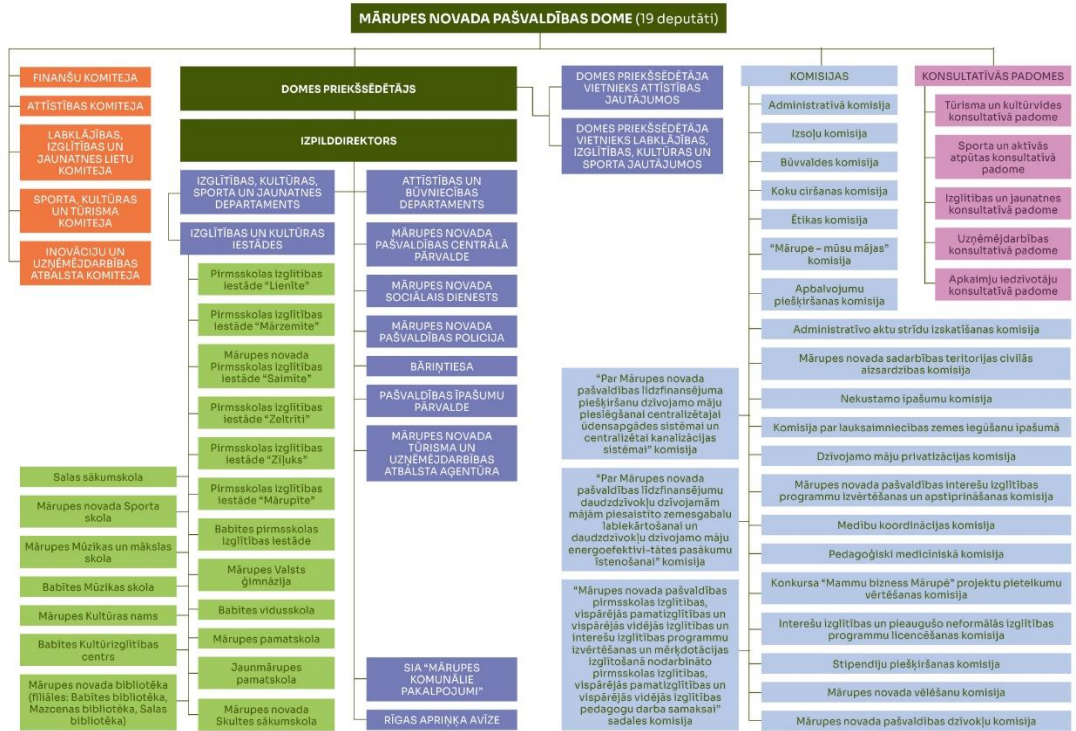 MĀRUPES NOVADA PAŠVALDĪBAS DOME (19 deputāti)
FINANŠU KOMITEJA
ATTĪSTĪBAS KOMITEJA
LABKLĀJĪBAS,
IZGLĪTĪBAS UN
JAUNATNES LIETU
KOMITEJA
SPORTA, KULTŪRAS
UN TŪRISMA
KOMITEJA
INOVĀCIJU UN
UZŅĒMĒJDARBĪBAS
ATBALSTA KOMITEJA
DOMES PRIEKŠSĒDĒTĀJS
IZPILDDIREKTORS
IZGLĪTĪBAS, KULTŪRAS,
SPORTA UN JAUNATNES
DEPARTAMENTS
IZGLĪTĪBAS UN KULTŪRAS
IESTĀDES
Pirmsskolas izglītības
iestāde "Lienīte"
Pirmsskolas izglītības
iestāde "Mārzemīte"
Mārupes novada
Pirmsskolas izglītības
iestāde "Saimīte"
Pirmsskolas izglītības
iestāde "Zeltrīti"
Pirmsskolas izglītības
iestāde "Zīļuks"
Pirmsskolas izglītības
iestāde "Mārupīte"
Babītes pirmsskolas
izglītības iestāde
Mārupes Valsts
ģimnāzija
Babītes vidusskola
Mārupes pamatskola
Jaunmārupes
pamatskola
Mārupes novada
Skultes sākumskola
Salas sākumskola
Mārupes novada Sporta
skola
Mārupes Mūzikas un mākslas
skola
Babītes Mūzikas skola
Mārupes Kultūras nams
Babītes Kultūrizglītības
centrs
Mārupes novada bibliotēka
(filiāles: Babītes bibliotēka,
Mazcenas bibliotēka, Salas
bibliotēka)
ATTĪSTĪBAS UN
BŪVNIECĪBAS
DEPARTAMENTS
MĀRUPES NOVADA
PAŠVALDĪBAS CENTRĀLĀ
PĀRVALDE
MĀRUPES NOVADA
SOCIĀLAIS DIENESTS
MĀRUPES NOVADA
PAŠVALDĪBAS POLICIJA
BĀRIŅTIESA
PAŠVALDĪBAS ĪPAŠUMU
PĀRVALDE
MĀRUPES NOVADA
TŪRISMA UN
UZŅĒMĒJDARBĪBAS
ATBALSTA AĢENTŪRA
SIA "MĀRUPES
KOMUNĀLIE
PAKALPOJUMI"
RĪGAS APRIŅĶA AVĪZE
DOMES PRIEKŠSĒDĒTĀJA
VIETNIEKS ATTĪSTĪBAS
JAUTĀJUMOS
DOMES PRIEKŠSĒDĒTĀJA
VIETNIEKS LABKLĀJĪBAS,
IZGLĪTĪBAS, KULTŪRAS UN
SPORTA JAUTĀJUMOS
KOMISIJAS
Administratīvā komisija
Izsoļu komisija
Būvvaldes komisija
Koku ciršanas komisija
Ētikas komisija
"Mārupe – mūsu mājas"
komisija
Apbalvojumu
piešķiršanas komisija
Administratīvo aktu strīdu izskatīšanas komisija
Mārupes novada sadarbības teritorijas civilās
aizsardzības komisija
Nekustamo īpašumu komisija
Komisija par lauksaimniecības zemes iegūšanu īpašumā
Dzīvojamo māju privatizācijas komisija
Mārupes novada pašvaldības interešu izglītības
programmu izvērtēšanas un apstiprināšanas komisija
Medību koordinācijas komisija
Pedagoģiski medicīniskā komisija
Konkursa "Mammu bizness Mārupē" projektu pieteikumu
vērtēšanas komisija
Interešu izglītības un pieaugušo neformālās izglītības
programmu licencēšanas komisija
Stipendiju piešķiršanas komisija
Mārupes novada vēlēšanu komisija
Mārupes novada pašvaldības dzīvokļu komisija
"Par Mārupes novada
pašvaldības līdzfinansējuma
piešķiršanu dzīvojamo māju
pieslēgšanai centralizētajai
ūdensapgādes sistēmai un
centralizētai kanalizācijas
sistēmai" komisija
"Par Mārupes novada
pašvaldības līdzfinansējumu
daudzdzīvokļu dzīvojamām
mājām piesaistīto zemesgabalu
labiekārtošanai un
daudzdzīvokļu dzīvojamo māju
energoefektivi-tātes pasākumu
īstenošanai" komisija
"Mārupes novada pašvaldības
pirmsskolas izglītības,
vispārējās pamatizglītības un
vispārējās vidējās izglītības un
interešu izglītības programmu
izvērtēšanas un mērķdotācijas
izglītošanā nodarbināto
pirmsskolas izglītības,
vispārējās pamatizglītības un
vispārējās vidējās izglītības
pedagogu darba samaksai"
sadales komisija
KONSULTATĪVĀS PADOMES
Tūrisma un kultūrvides
konsultatīvā padome
Sporta un aktīvās
atpūtas konsultatīvā
padome
Izglītības un jaunatnes
konsultatīvā padome
Uzņēmējdarbības
konsultatīvā padome
Apkaimju iedzīvotāju
konsultatīvā padome